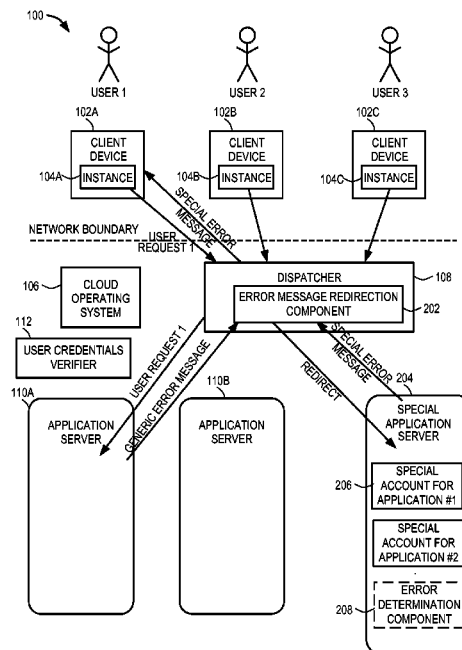 100
USER 1
USER 2
USER 3
102A
102B
102C
CLIENT
DEVICE
INSTANCE
104A
CLIENT
DEVICE
INSTANCE
104B
CLIENT
DEVICE
INSTANCE
104C
SPECIAL ERROR
MESSAGE
USER
REQUEST 1
NETWORK BOUNDARY
DISPATCHER
108
ERROR MESSAGE REDIRECTION
COMPONENT
202
106
CLOUD
OPERATING
SYSTEM
112
USER CREDENTIALS
VERIFIER
USER REQUEST 1
GENERIC ERROR MESSAGE
REDIRECT
SPECIAL ERROR
MESSAGE
110A
APPLICATION
SERVER
110B
APPLICATION
SERVER
204
SPECIAL
APPLICATION
SERVER
206
SPECIAL
ACCOUNT FOR
APPLICATION #1
SPECIAL
ACCOUNT FOR
APPLICATION #2
208
ERROR
DETERMINATION
COMPONENT